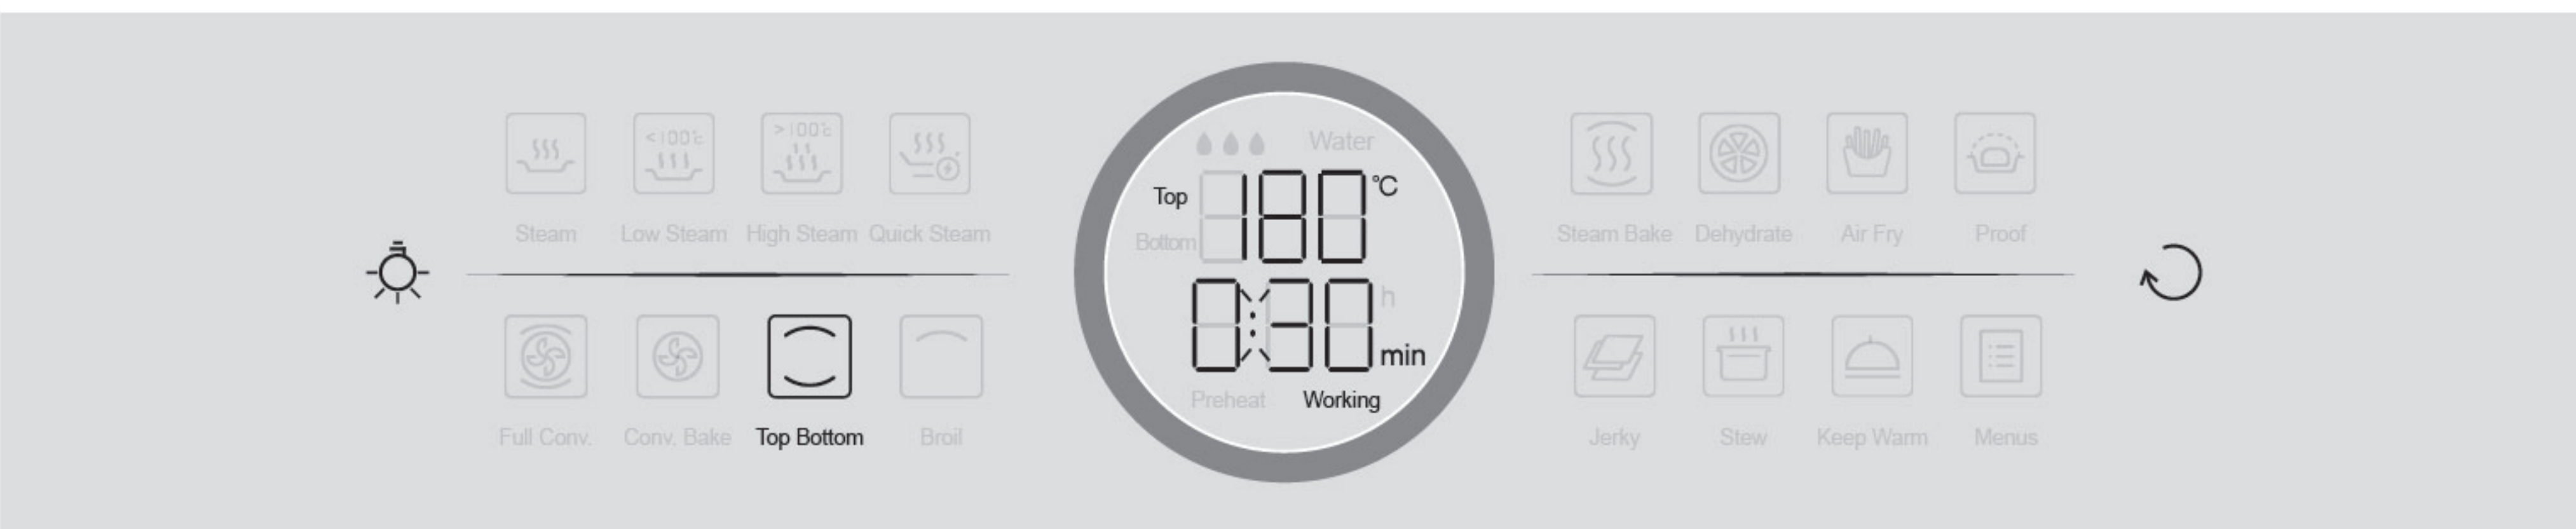 <100℃
>100℃
Steam
Low Steam
High Steam
Quick Steam
Full Conv.
Conv. Bake
Top Bottom
Broil
Water
Top
180 ℃
Bottom
0:30 h
min
Preheat
Working
Steam Bake
Dehydrate
Air Fry
Proof
Jerky
Stew
Keep Warm
Menus